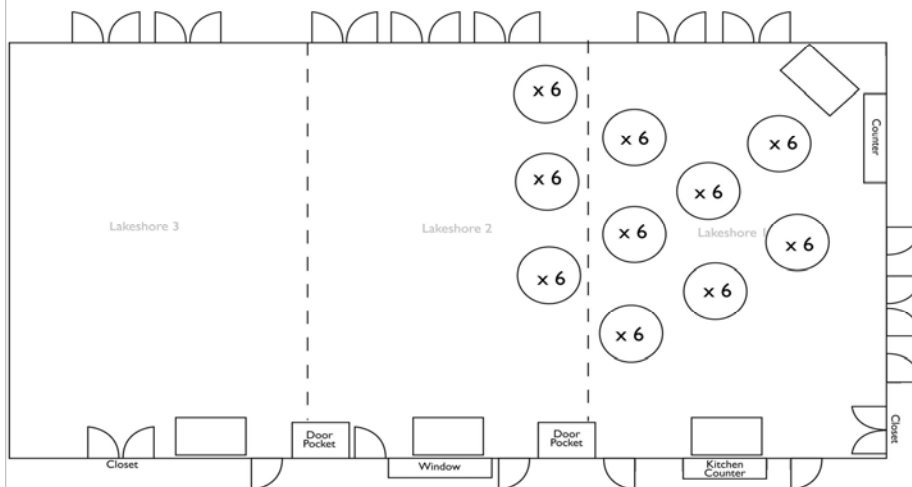 x 6
x 6
x 6
x 6
Counter
x 6
x 6
Lakeshore 3
Lakeshore 2
x 6
Lakeshore 1
x 6
x 6
x 6
x 6
Door
Pocket
Door
Pocket
Closet
Closet
Window
Kitchen
Counter